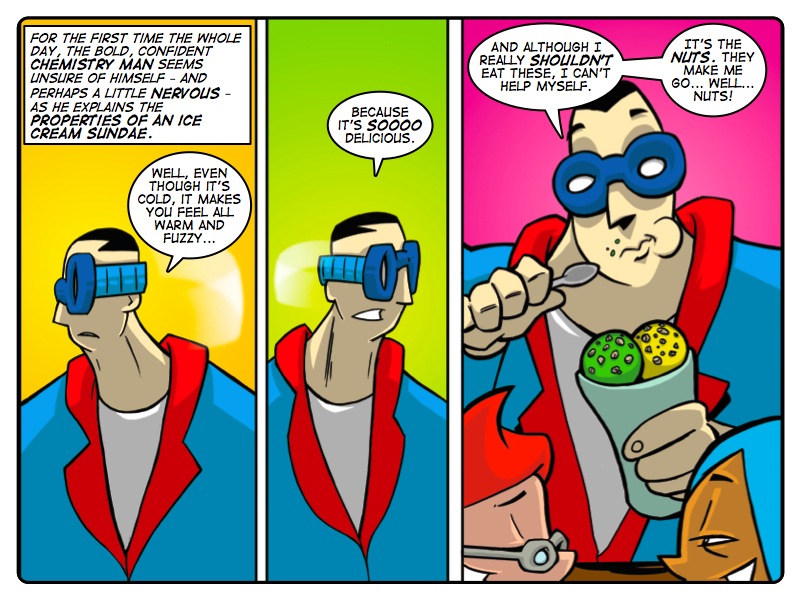 FOR THE FIRST TIME THE WHOLE
DAY, THE BOLD, CONFIDENT
CHEMISTRY MAN SEEMS
UNSURE OF HIMSELF - AND
PERHAPS A LITTLE NERVOUS -
AS HE EXPLAINS THE
PROPERTIES OF AN ICE
CREAM SUNDAE.
WELL, EVEN
THOUGH IT'S
COLD, IT MAKES
YOU FEEL ALL
WARM AND
FUZZY...
BECAUSE
IT'S SOOOO
DELICIOUS.
AND ALTHOUGH I
REALLY SHOULDN'T
EAT THESE, I CAN'T
HELP MYSELF.
IT'S THE
NUTS. THEY
MAKE ME
GO... WELL...
NUTS!